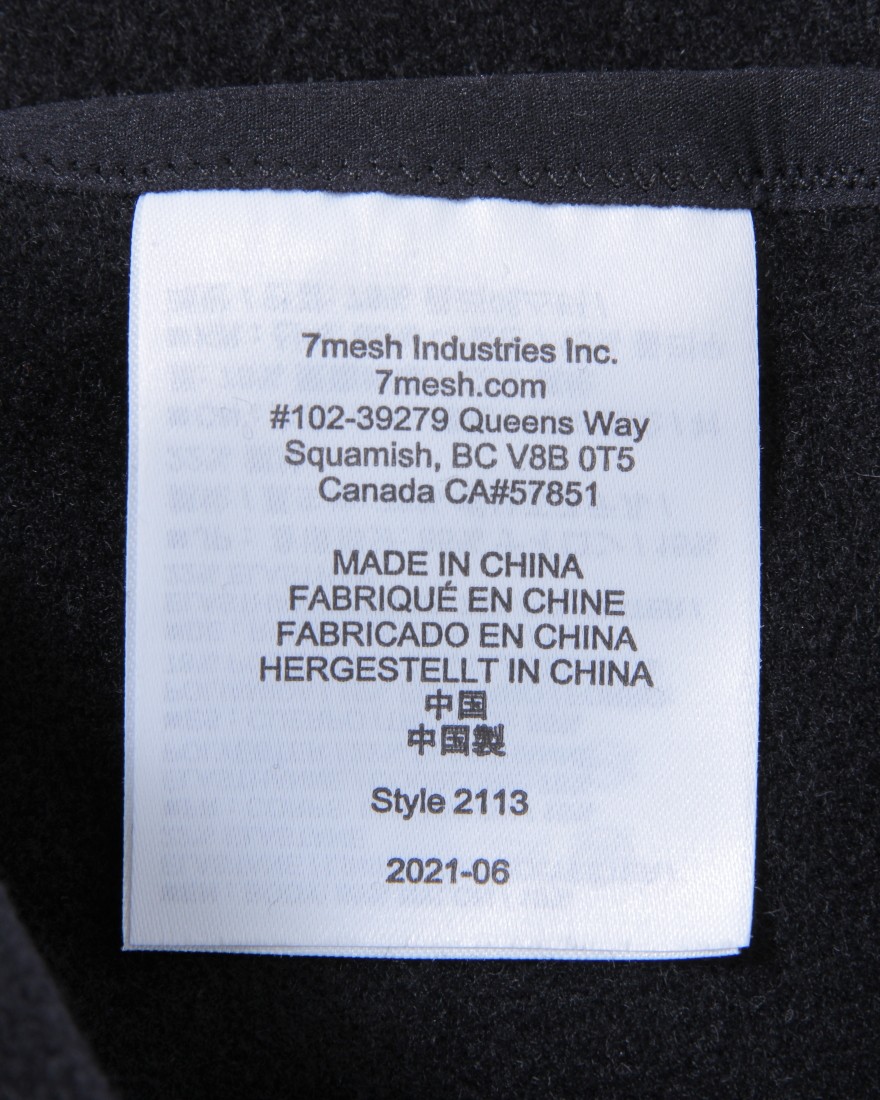 7mesh Industries Inc.
7mesh.com
#102-39279 Queens Way
Squamish, BC V8B 0T5
Canada CA#57851
MADE IN CHINA
FABRIQUÉ EN CHINE
FABRICADO EN CHINA
HERGESTELLT IN CHINA
中国
中国製
Style 2113
2021-06